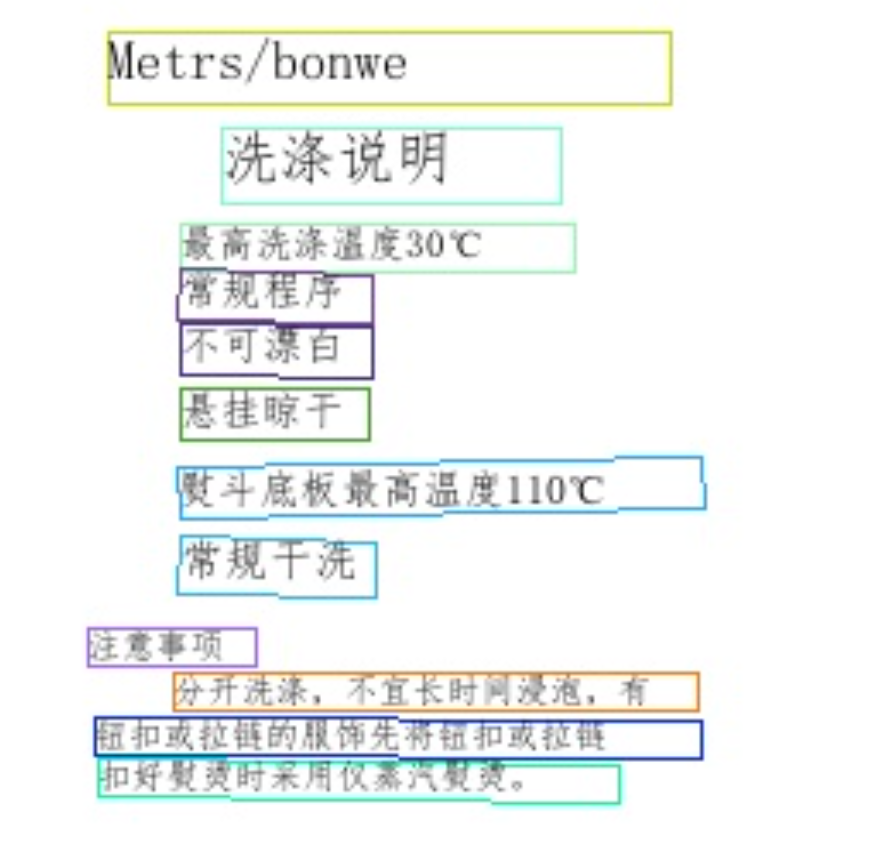 Metrs/bonwe
洗涤说明
最高洗涤温度30℃
常规程序
不可漂白
悬挂晾干
熨斗底板最高温度110℃
常规干洗
注意事项
分开洗涤，不宜长时间浸泡，有
钮扣或拉链的服饰先将钮扣或拉链
扣好熨烫时采用仅蒸汽熨烫。